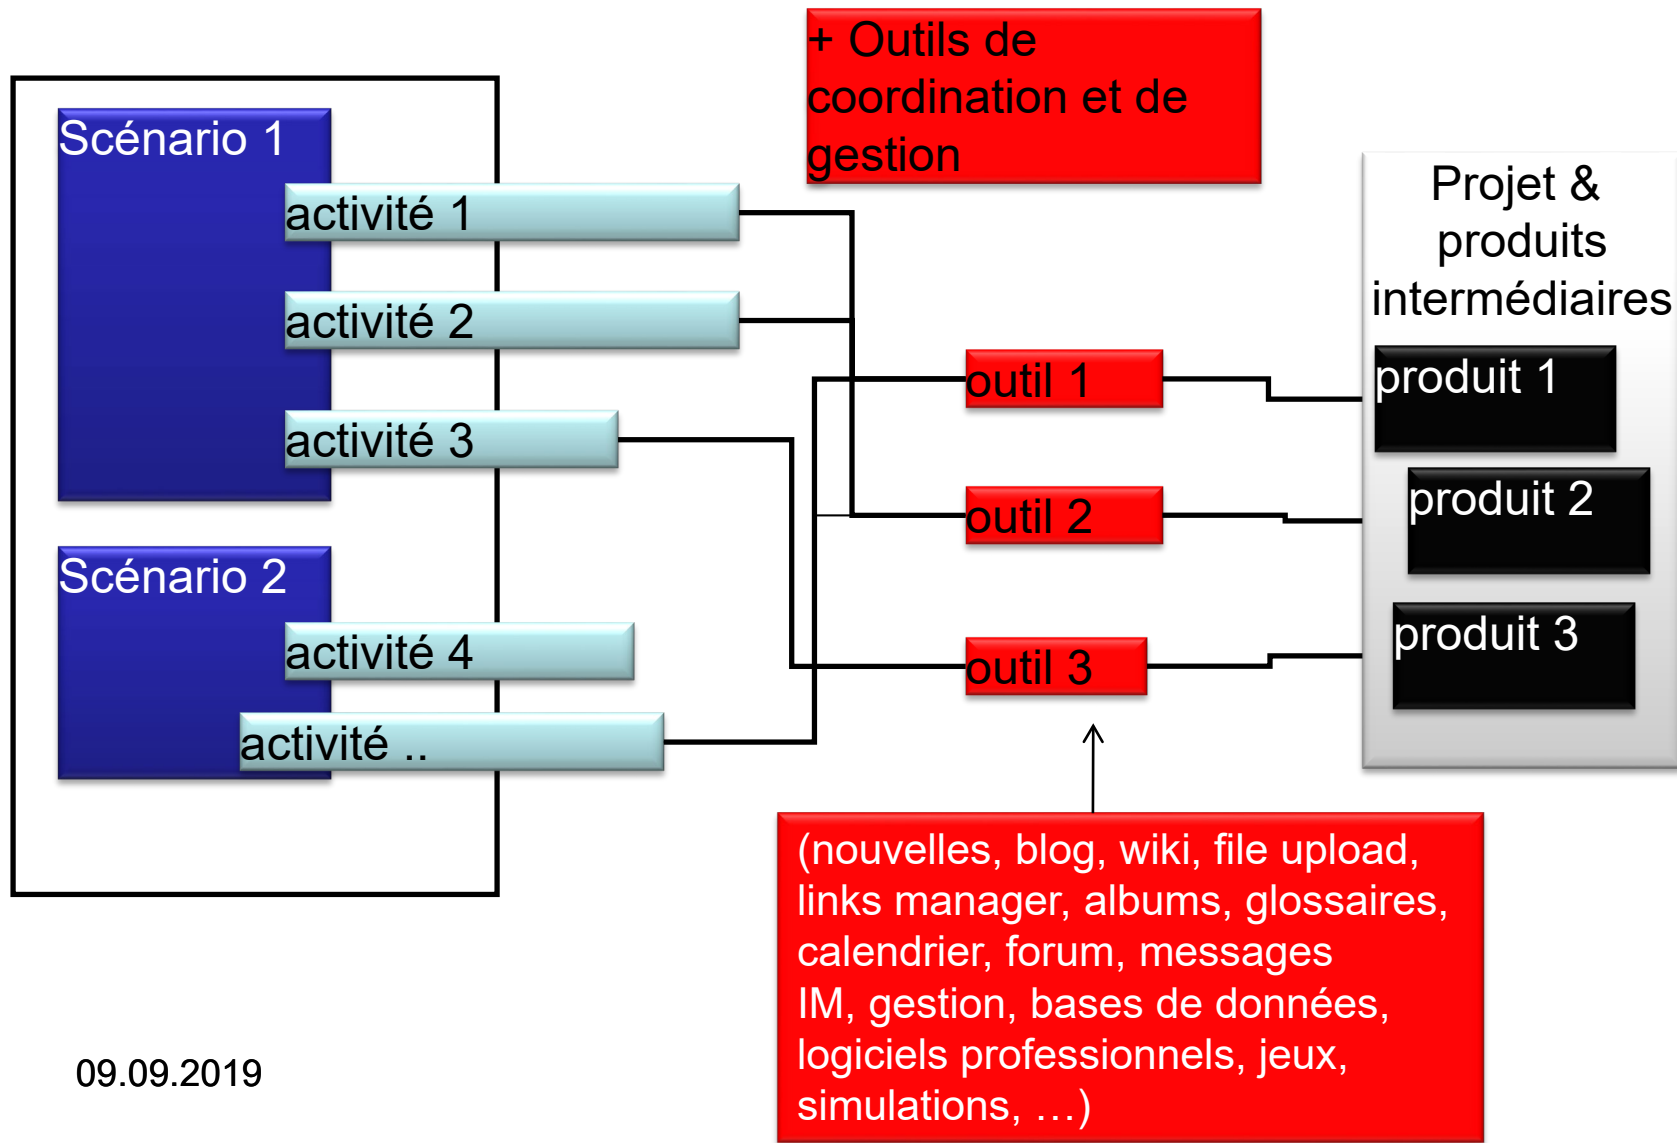 + Outils de
coordination et de
gestion
Scénario 1
activité 1
activité 2
activité 3
Scénario 2
activité 4
activité ..
outil 1
outil 2
outil 3
Projet &
produits
intermédiaires
produit 1
produit 2
produit 3
(nouvelles, blog, wiki, file upload,
links manager, albums, glossaires,
calendrier, forum, messages
IM, gestion, bases de données,
logiciels professionnels, jeux,
simulations, …)
09.09.2019